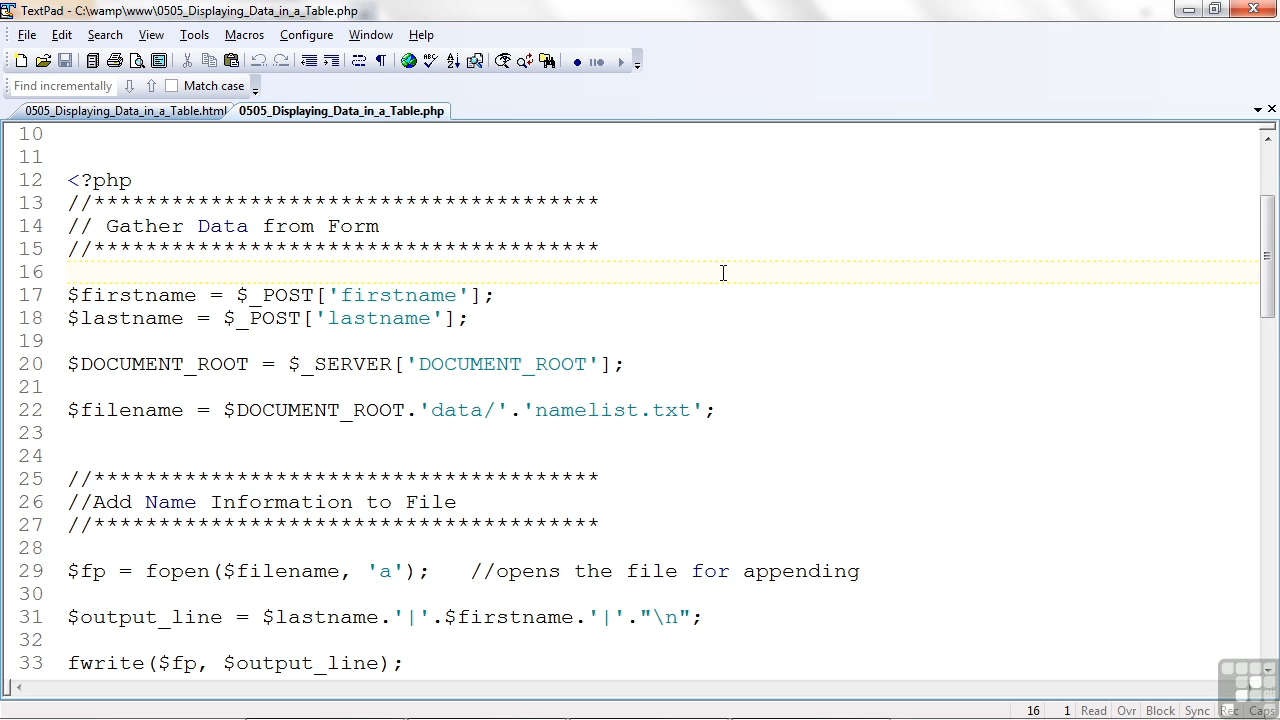 TextPad - C:\wamp\www\0505_Displaying_Data_in_a_Table.php
File Edit Search View Tools Macros Configure Window Help
Find incrementally Match case
0505_Displaying_Data_in_a_Table.html 0505_Displaying_Data_in_a_Table.php
10
11
12 <?php
13 //***************************************
14 // Gather Data from Form
15 //***************************************
16
17 $firstname = $_POST['firstname'];
18 $lastname = $_POST['lastname'];
19
20 $DOCUMENT_ROOT = $_SERVER['DOCUMENT_ROOT'];
21
22 $filename = $DOCUMENT_ROOT.'data/'.'namelist.txt';
23
24
25 //***************************************
26 //Add Name Information to File
27 //***************************************
28
29 $fp = fopen($filename, 'a');   //opens the file for appending
30
31 $output_line = $lastname.'|'.$firstname.'|'."\n";
32
33 fwrite($fp, $output_line);
16 1 Read Ovr Block Sync Rec Caps